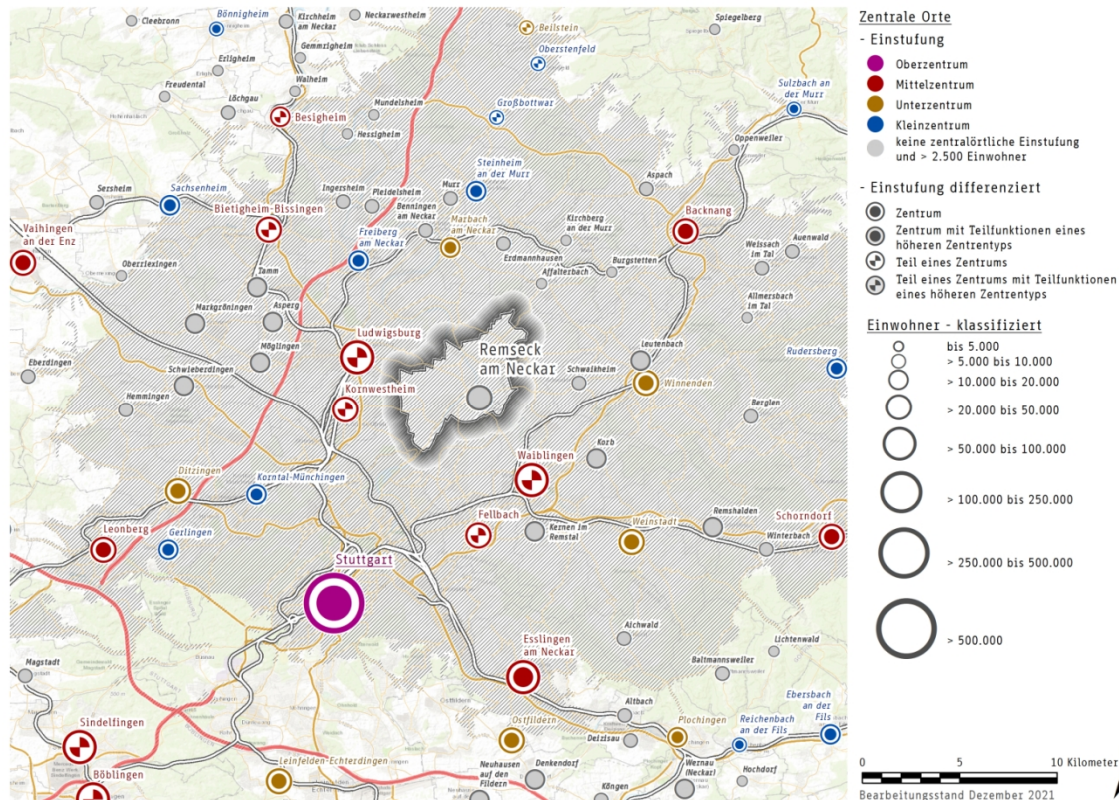 Cleebronn
Bönnigheim
Kirchheim
am Neckar
Neckarwestheim
Beilstein
Spiegelberg
Gemmrigheim
Oberstenfeld
Erligheim
Walheim
Freudental
Löchgau
Sulzbach an
der Murr
Besigheim
Mundelsheim
Großbottwar
Hessigheim
Oppenweiler
Steinheim
an der Murr
Sersheim
Sachsenheim
Ingersheim
Pleidelsheim
Murr
Aspach
Bietigheim-Bissingen
Benningen
am Neckar
Marbach
am Neckar
Kirchberg
an der Murr
Backnang
Vaihingen
an der Enz
Freiberg
am Neckar
Erdmannhausen
Weissach
im Tal
Auenwald
Oberriexingen
Tamm
Affalterbach
Burgstetten
Markgröningen
Asperg
Allmersbach
im Tal
Ludwigsburg
Möglingen
Remseck
am Neckar
Leutenbach
Rudersberg
Eberdingen
Schwieberdingen
Schwaikheim
Winnenden
Kornwestheim
Hemmingen
Berglen
Korb
Waiblingen
Ditzingen
Korntal-Münchingen
Leonberg
Gerlingen
Fellbach
Kernen im
Remstal
Weinstadt
Remshalden
Schorndorf
Winterbach
Stuttgart
Aichwald
Esslingen
am Neckar
Lichtenwald
Baltmannsweiler
Magstadt
Altbach
Ebersbach
an der
Fils
Sindelfingen
Ostfildern
Deizisau
Plochingen
Reichenbach
an der Fils
Leinfelden-Echterdingen
Neuhausen
auf den
Fildern
Denkendorf
Wernau
(Neckar)
Hochdorf
Böblingen
Köngen
Zentrale Orte
- Einstufung
Oberzentrum
Mittelzentrum
Unterzentrum
Kleinzentrum
keine zentralörtliche Einstufung
und > 2.500 Einwohner
- Einstufung differenziert
Zentrum
Zentrum mit Teilfunktionen eines
höheren Zentrentyps
Teil eines Zentrums
Teil eines Zentrums mit Teilfunktionen
eines höheren Zentrentyps
Einwohner - klassifiziert
bis 5.000
> 5.000 bis 10.000
> 10.000 bis 20.000
> 20.000 bis 50.000
> 50.000 bis 100.000
> 100.000 bis 250.000
> 250.000 bis 500.000
> 500.000
0 5 10 Kilometer
Bearbeitungsstand Dezember 2021